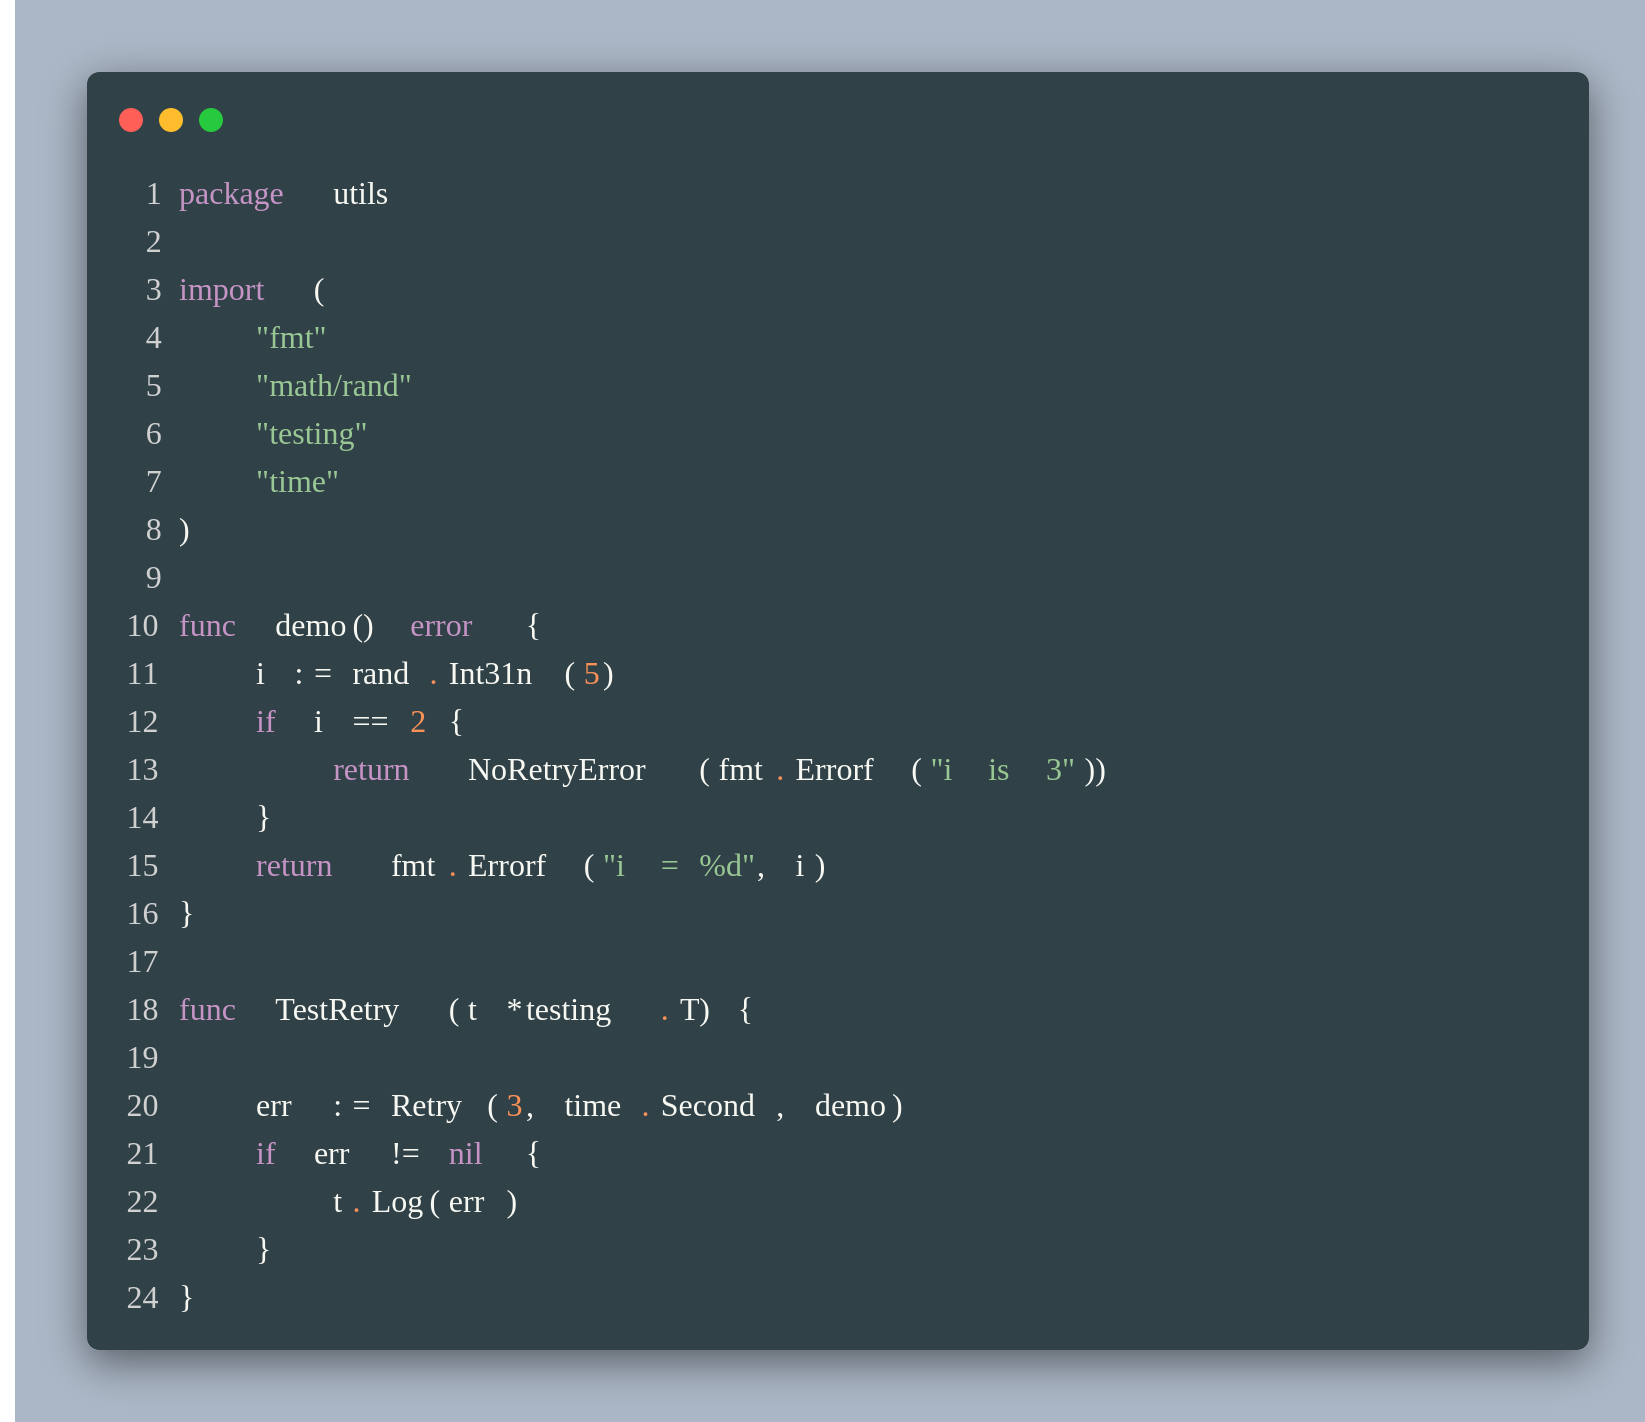 1 package utils
2
3 import (
4 "fmt"
5 "math/rand"
6 "testing"
7 "time"
8 )
9
10 func demo() error {
11 i := rand.Int31n(5)
12 if i == 2 {
13 return NoRetryError(fmt.Errorf("i is 3"))
14 }
15 return fmt.Errorf("i = %d", i)
16 }
17
18 func TestRetry(t *testing.T) {
19
20 err := Retry(3, time.Second, demo)
21 if err != nil {
22 t.Log(err)
23 }
24 }